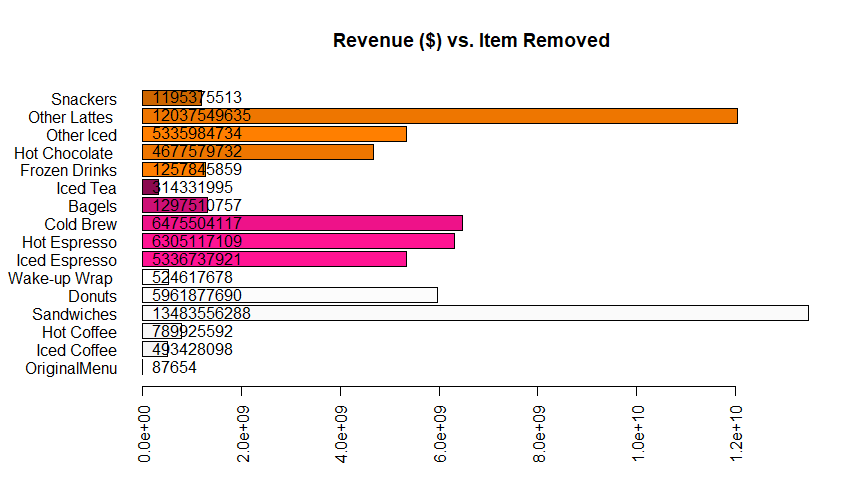 Revenue ($) vs. Item Removed
Snackers 1195375513
Other Lattes 12037549635
Other Iced 5335984734
Hot Chocolate 4677579732
Frozen Drinks 1257845859
Iced Tea 314331995
Bagels 1297510757
Cold Brew 6475504117
Hot Espresso 6305117109
Iced Espresso 5336737921
Wake-up Wrap 524617678
Donuts 5961877690
Sandwiches 13483556288
Hot Coffee 789925592
Iced Coffee 493428098
OriginalMenu 87654
0.0e+00 2.0e+09 4.0e+09 6.0e+09 8.0e+09 1.0e+10 1.2e+10